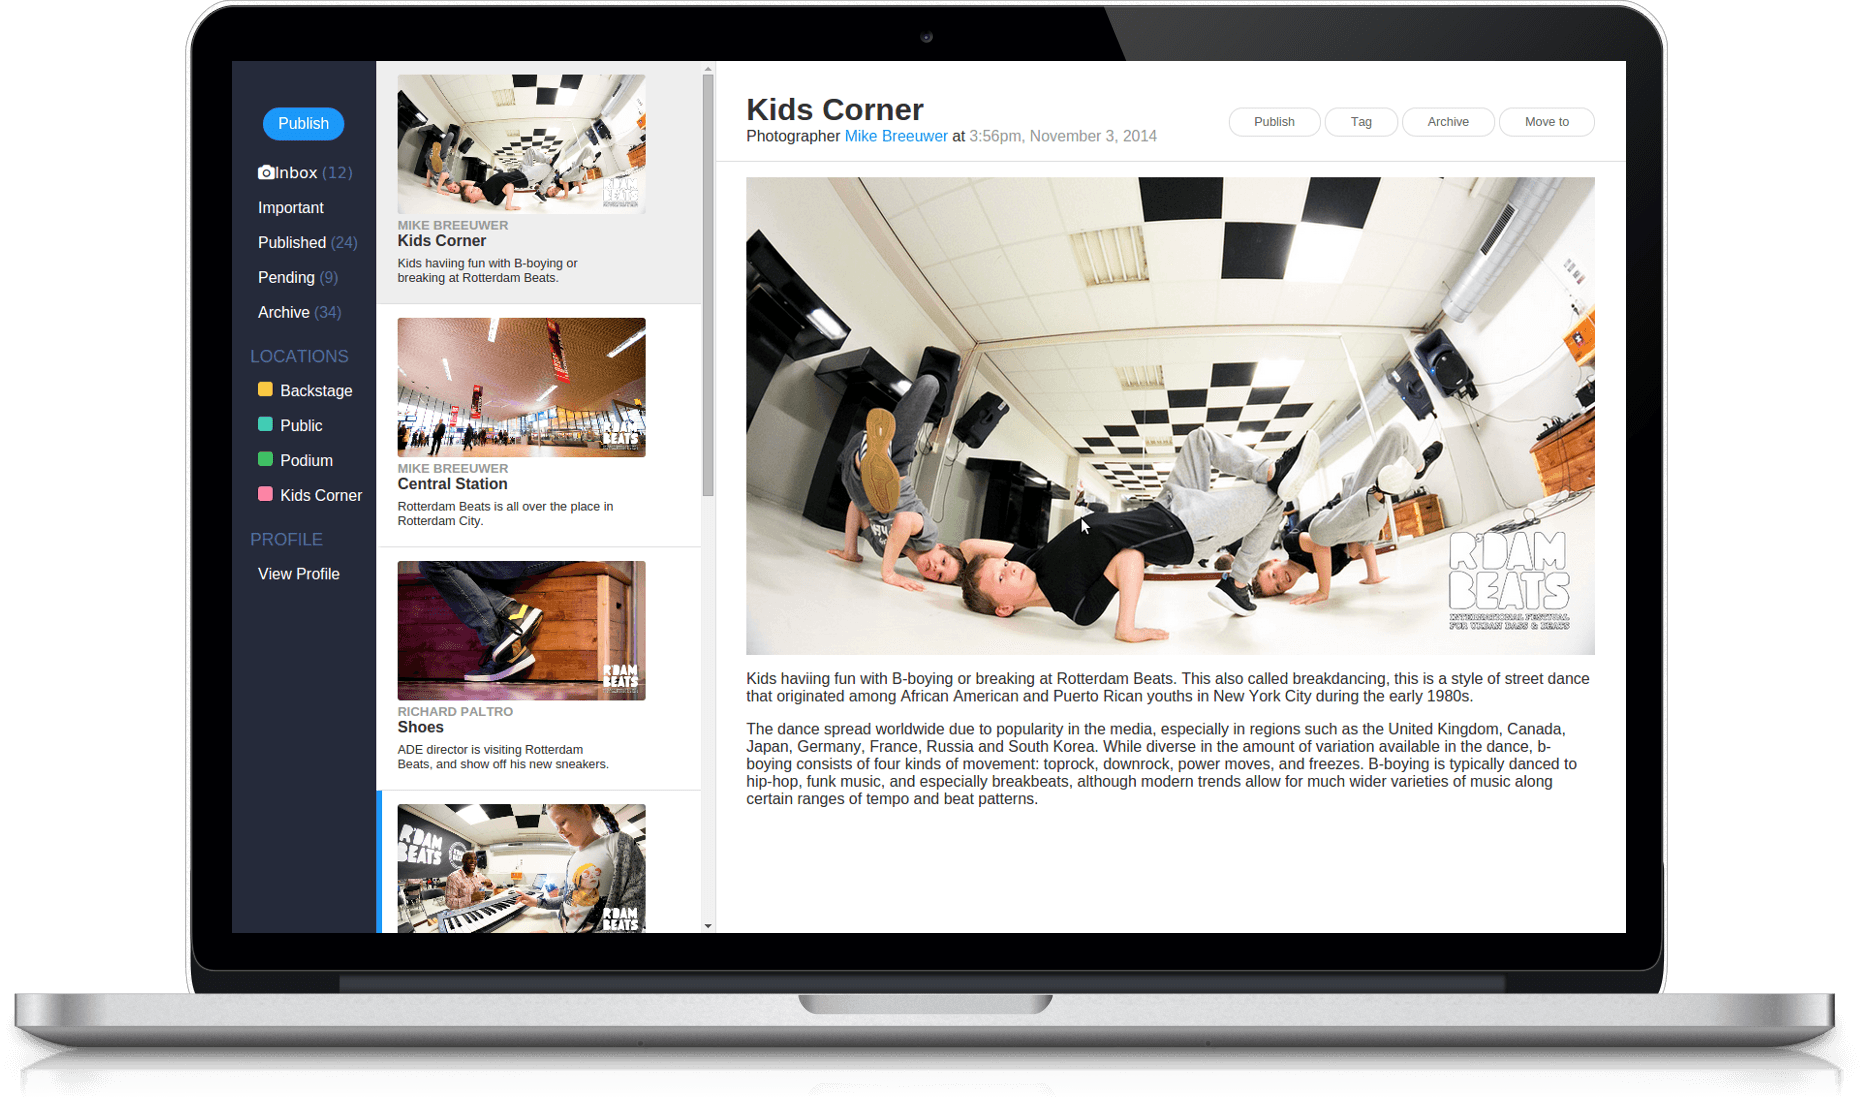 Publish
Inbox (12)
Important
Published (24)
Pending (9)
Archive (34)
LOCATIONS
Backstage
Public
Podium
Kids Corner
PROFILE
View Profile
MIKE BREEUWER
Kids Corner
Kids haviing fun with B-boying or
breaking at Rotterdam Beats.
R'DAM
BEATS
MIKE BREEUWER
Central Station
Rotterdam Beats is all over the place in
Rotterdam City.
R'DAM
BEATS
RICHARD PALTRO
Shoes
ADE director is visiting Rotterdam
Beats, and show off his new sneakers.
R'DAM
BEATS
R'DAM
BEATS
Kids Corner
Photographer Mike Breeuwer at 3:56pm, November 3, 2014
Publish
Tag
Archive
Move to
R'DAM
BEATS
INTERNATIONAL FESTIVAL
FOR URBAN BASS & BEATS
Kids haviing fun with B-boying or breaking at Rotterdam Beats. This also called breakdancing, this is a style of street dance
that originated among African American and Puerto Rican youths in New York City during the early 1980s.
The dance spread worldwide due to popularity in the media, especially in regions such as the United Kingdom, Canada,
Japan, Germany, France, Russia and South Korea. While diverse in the amount of variation available in the dance, b-
boying consists of four kinds of movement: toprock, downrock, power moves, and freezes. B-boying is typically danced to
hip-hop, funk music, and especially breakbeats, although modern trends allow for much wider varieties of music along
certain ranges of tempo and beat patterns.